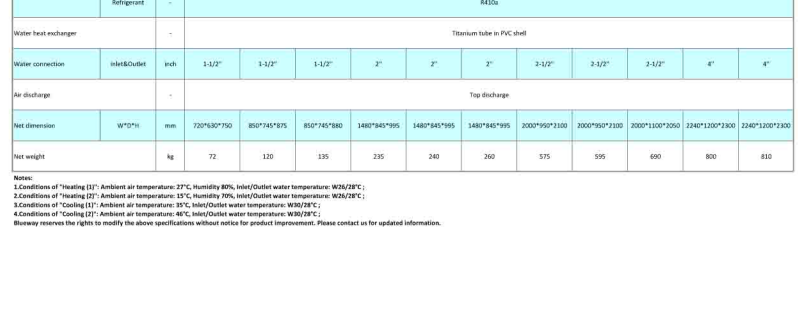 Refrigerant - R410a
Water heat exchanger - Titanium tube in PVC shell
Water connection Inlet&Outlet inch 1-1/2" 1-1/2" 1-1/2" 2" 2" 2" 2-1/2" 2-1/2" 2-1/2" 4" 4"
Air discharge - Top discharge
Net dimension W*D*H mm 720*630*750 850*745*875 850*745*880 1480*845*995 1480*845*995 1480*845*995 2000*950*2100 2000*950*2100 2000*1100*2050 2240*1200*2300 2240*1200*2300
Net weight kg 72 120 135 235 240 260 575 595 690 800 810
Notes:
1.Conditions of "Heating (1)": Ambient air temperature: 27°C, Humidity 80%, Inlet/Outlet water temperature: W26/28°C ;
2.Conditions of "Heating (2)": Ambient air temperature: 15°C, Humidity 70%, Inlet/Outlet water temperature: W26/28°C ;
3.Conditions of "Cooling (1)": Ambient air temperature: 35°C, Inlet/Outlet water temperature: W30/28°C ;
4.Conditions of "Cooling (2)": Ambient air temperature: 46°C, Inlet/Outlet water temperature: W30/28°C ;
Blueway reserves the rights to modify the above specifications without notice for product improvement. Please contact us for updated information.